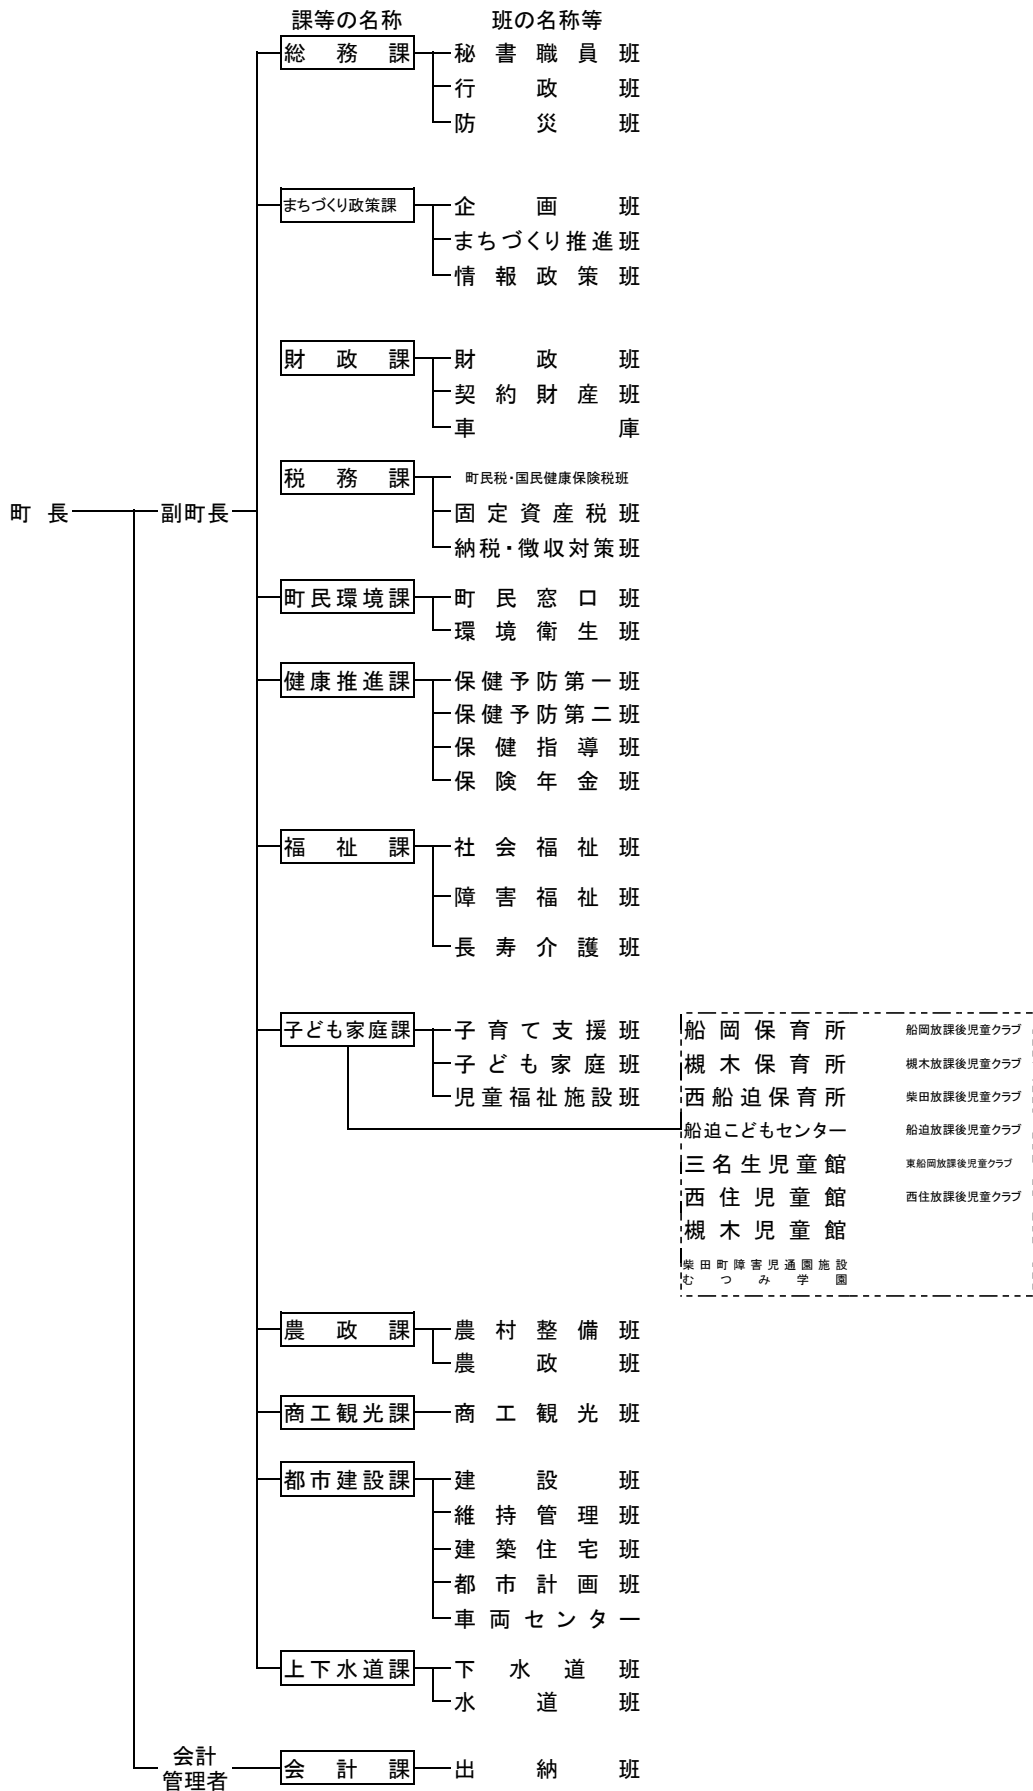 課等の名称 班の名称等
総務課 秘書職員班
行政班
防災班
まちづくり政策課 企画班
まちづくり推進班
情報政策班
財政課 財政班
契約財産班
車庫
税務課 町民税・国民健康保険税班
町長 副町長 固定資産税班
納税・徴収対策班
町民環境課 町民窓口班
環境衛生班
健康推進課 保健予防第一班
保健予防第二班
保健指導班
保険年金班
福祉課 社会福祉班
障害福祉班
長寿介護班
子ども家庭課 子育て支援班 船岡保育所 船岡放課後児童クラブ
子ども家庭班 槻木保育所 槻木放課後児童クラブ
児童福祉施設班 西船迫保育所 柴田放課後児童クラブ
船迫こどもセンター 船迫放課後児童クラブ
三名生児童館 東船岡放課後児童クラブ
西住児童館 西住放課後児童クラブ
槻木児童館
柴田町障害児通園施設
むつみ学園
農政課 農村整備班
農政班
商工観光課 商工観光班
都市建設課 建設班
維持管理班
建築住宅班
都市計画班
車両センター
上下水道課 下水道班
水道班
会計
管理者 会計課 出納班